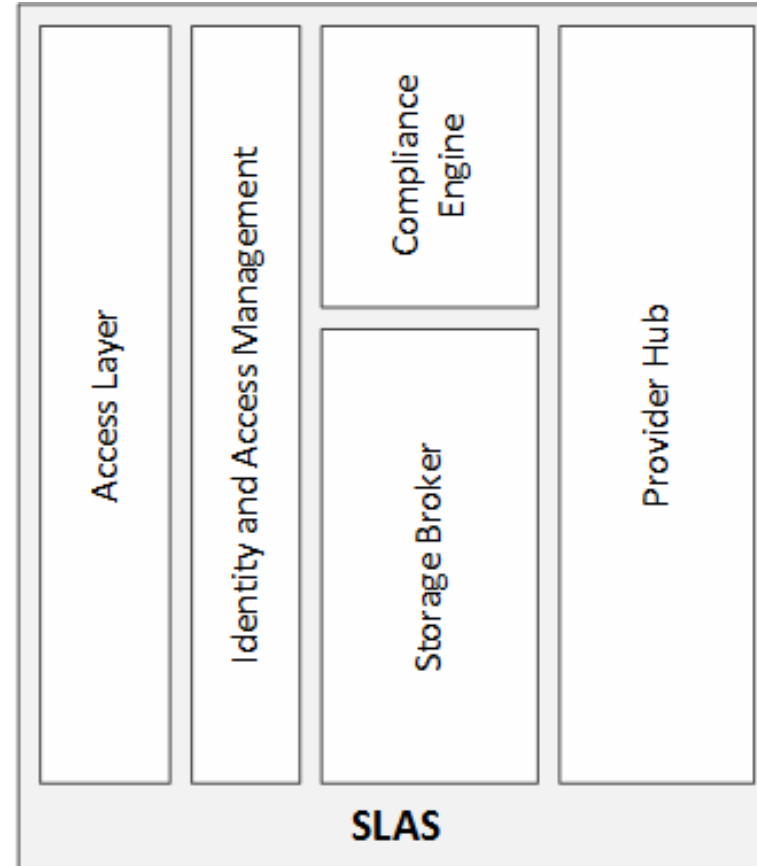 Access Layer
Identity and Access Management
Compliance
Engine
Storage Broker
Provider Hub
SLAS